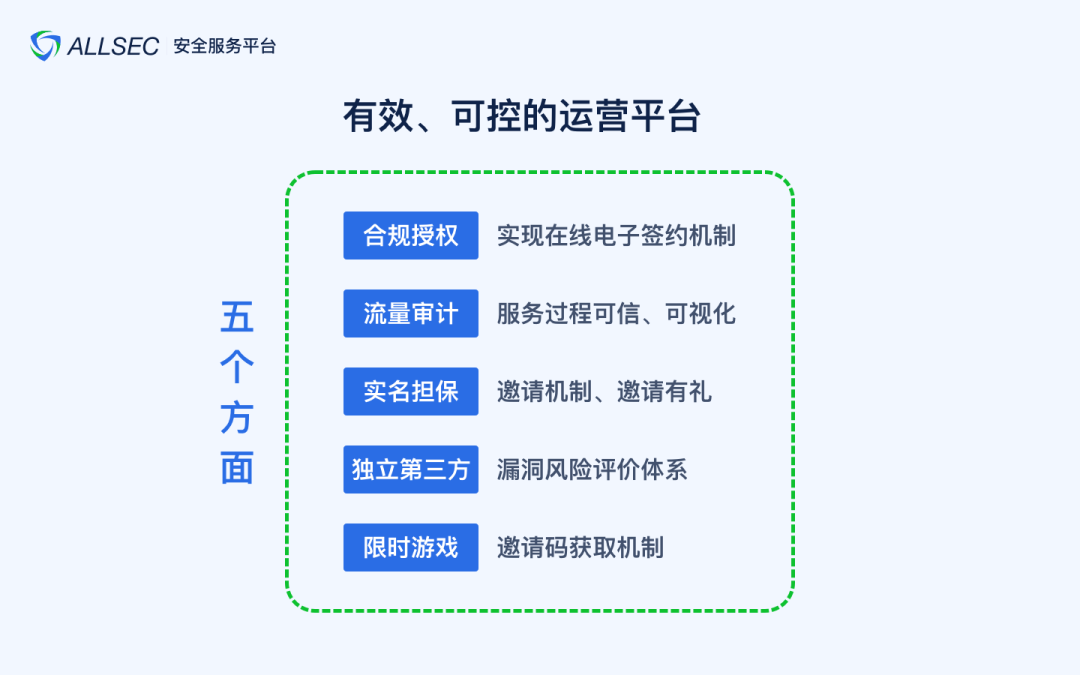 ALLSEC 安全服务平台
有效、可控的运营平台
五个方面
合规授权 实现在线电子签约机制
流量审计 服务过程可信、可视化
实名担保 邀请机制、邀请有礼
独立第三方 漏洞风险评价体系
限时游戏 邀请码获取机制